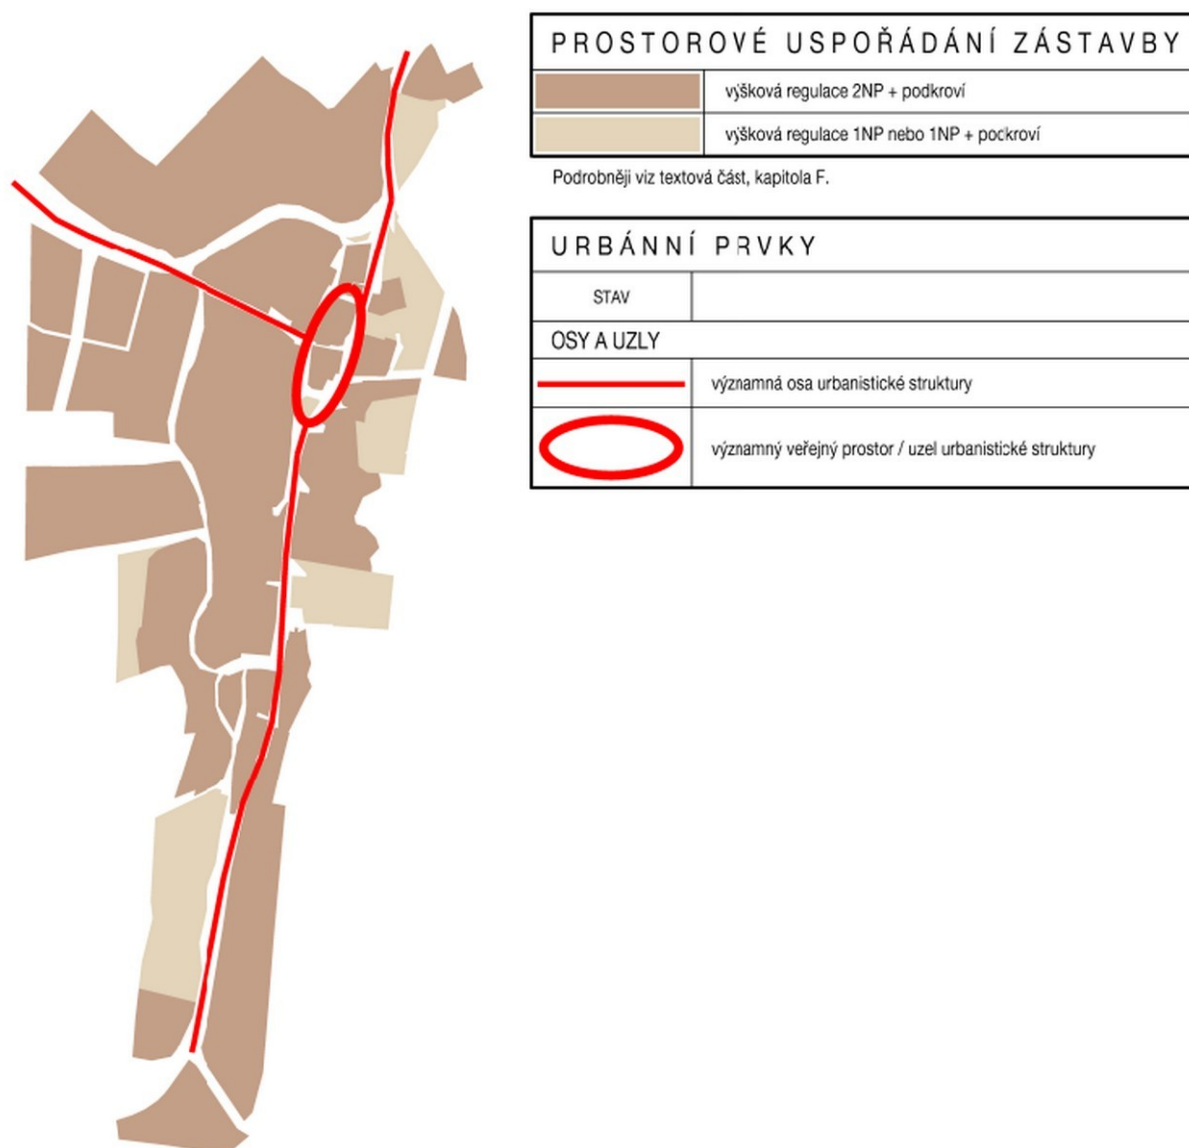 PROSTOROVÉ USPOŘÁDÁNÍ ZÁSTAVBY
výšková regulace 2NP + podkroví
výšková regulace 1NP nebo 1NP + podkroví
Podrobněji viz textová část, kapitola F.
URBÁNNÍ PRVKY
STAV
OSY A UZLY
významná osa urbanistické struktury
významný veřejný prostor / uzel urbanistické struktury